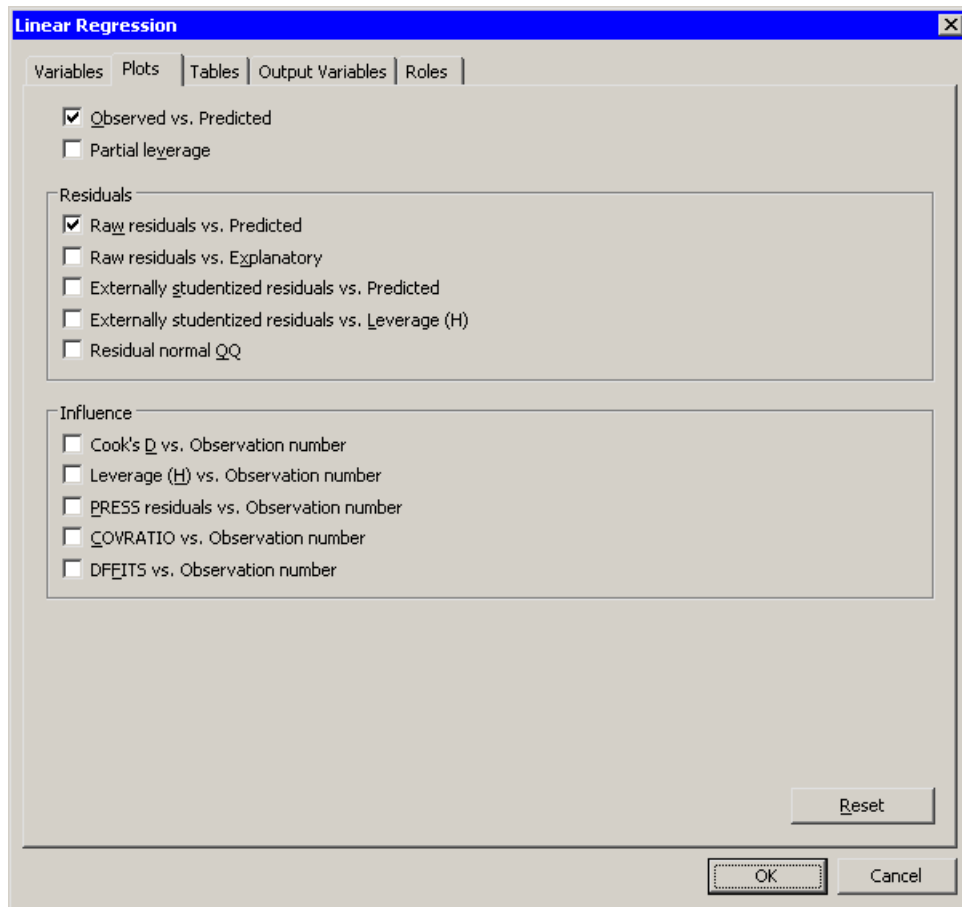 Linear Regression
Variables Plots Tables Output Variables Roles
Observed vs. Predicted
Partial leverage
Residuals
Raw residuals vs. Predicted
Raw residuals vs. Explanatory
Externally studentized residuals vs. Predicted
Externally studentized residuals vs. Leverage (H)
Residual normal QQ
Influence
Cook's D vs. Observation number
Leverage (H) vs. Observation number
PRESS residuals vs. Observation number
COVRATIO vs. Observation number
DFFITS vs. Observation number
Reset
OK Cancel